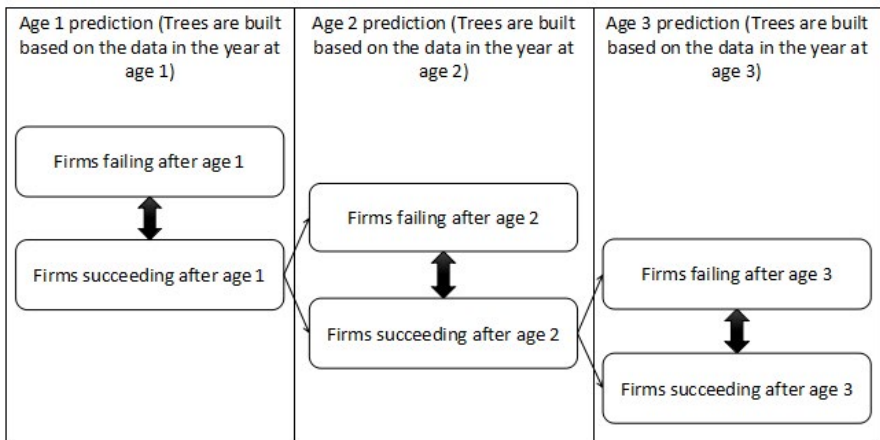 Age 1 prediction (Trees are built
based on the data in the year at
age 1)
Firms failing after age 1
Firms succeeding after age 1
Age 2 prediction (Trees are built
based on the data in the year at
age 2)
Firms failing after age 2
Firms succeeding after age 2
Age 3 prediction (Trees are built
based on the data in the year at
age 3)
Firms failing after age 3
Firms succeeding after age 3